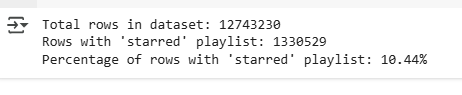 Total rows in dataset: 12743230
Rows with 'starred' playlist: 1330529
Percentage of rows with 'starred' playlist: 10.44%